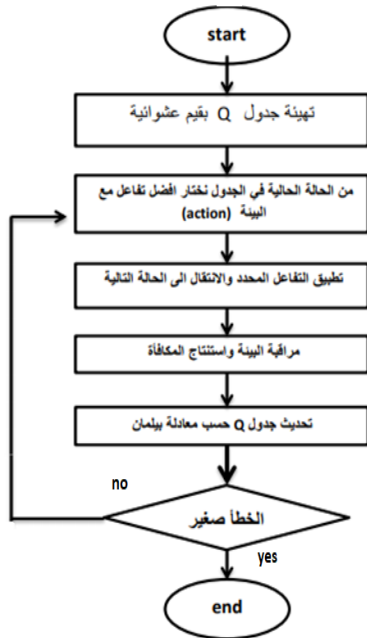 start
تهيئة جدول Q بقيم عشوائية
من الحالة الحالية في الجدول نختار افضل تفاعل مع
البيئة (action)
تطبيق التفاعل المحدد والانتقال الى الحالة التالية
مراقبة البيئة واستنتاج المكافأة
تحديث جدول Q حسب معادلة بيلمان
no
الخطأ صغير
yes
end